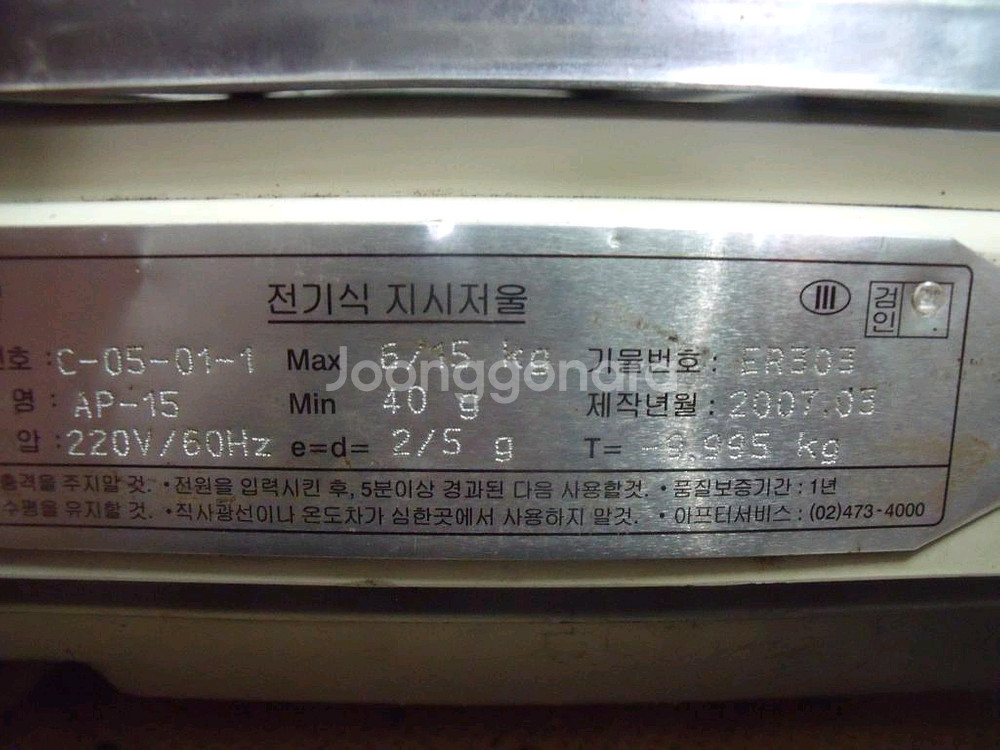 전기식 지시저울 Ⅲ 검인
호 : C-05-01-1 Max 6/15 kg 기물번호 : ER303
명 : AP-15 Min 40 g 제작년월 : 2007.03
압 : 220V/60Hz e=d= 2/5 g T= -9.995 kg
충격을 주지말 것. •전원을 입력시킨 후, 5분이상 경과된 다음 사용할것. •품질보증기간 : 1년
수평을 유지할 것. •직사광선이나 온도차가 심한곳에서 사용하지 말것. •아프터서비스 : (02)473-4000
Joonggonara